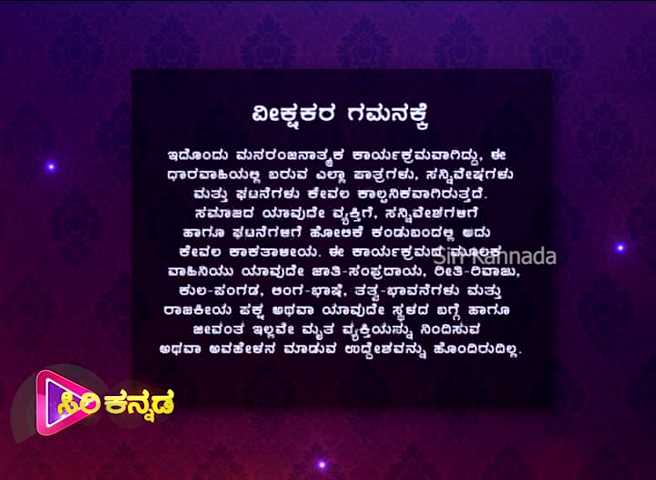 ವೀಕ್ಷಕರ ಗಮನಕ್ಕೆ
ಇದೊಂದು ಮನರಂಜನಾತ್ಮಕ ಕಾರ್ಯಕ್ರಮವಾಗಿದ್ದು, ಈ
ಧಾರವಾಹಿಯಲ್ಲಿ ಬರುವ ಎಲ್ಲಾ ಪಾತ್ರಗಳು, ಸನ್ನಿವೇಷಗಳು
ಮತ್ತು ಘಟನೆಗಳು ಕೇವಲ ಕಾಲ್ಪನಿಕವಾಗಿರುತ್ತದೆ.
ಸಮಾಜದ ಯಾವುದೇ ವ್ಯಕ್ತಿಗೆ, ಸನ್ನಿವೇಶಗಳಿಗೆ
ಹಾಗೂ ಘಟನೆಗಳಿಗೆ ಹೋಲಿಕೆ ಕಂಡುಬಂದಲ್ಲಿ ಅದು
ಕೇವಲ ಕಾಕತಾಳೀಯ. ಈ ಕಾರ್ಯಕ್ರಮದ ಮೂಲಕ
Siri Kannada
ವಾಹಿನಿಯು ಯಾವುದೇ ಜಾತಿ-ಸಂಪ್ರದಾಯ, ರೀತಿ-ರಿವಾಜು,
ಕುಲ-ಪಂಗಡ, ಲಿಂಗ-ಭಾಷೆ, ತತ್ವ-ಭಾವನೆಗಳು ಮತ್ತು
ರಾಜಕೀಯ ಪಕ್ಷ ಅಥವಾ ಯಾವುದೇ ಸ್ಥಳದ ಬಗ್ಗೆ ಹಾಗೂ
ಜೀವಂತ ಇಲ್ಲವೇ ಮೃತ ವ್ಯಕ್ತಿಯನ್ನು ನಿಂದಿಸುವ
ಅಥವಾ ಅವಹೇಳನ ಮಾಡುವ ಉದ್ದೇಶವನ್ನು ಹೊಂದಿರುದಿಲ್ಲ.
ಸಿರಿ ಕನ್ನಡ